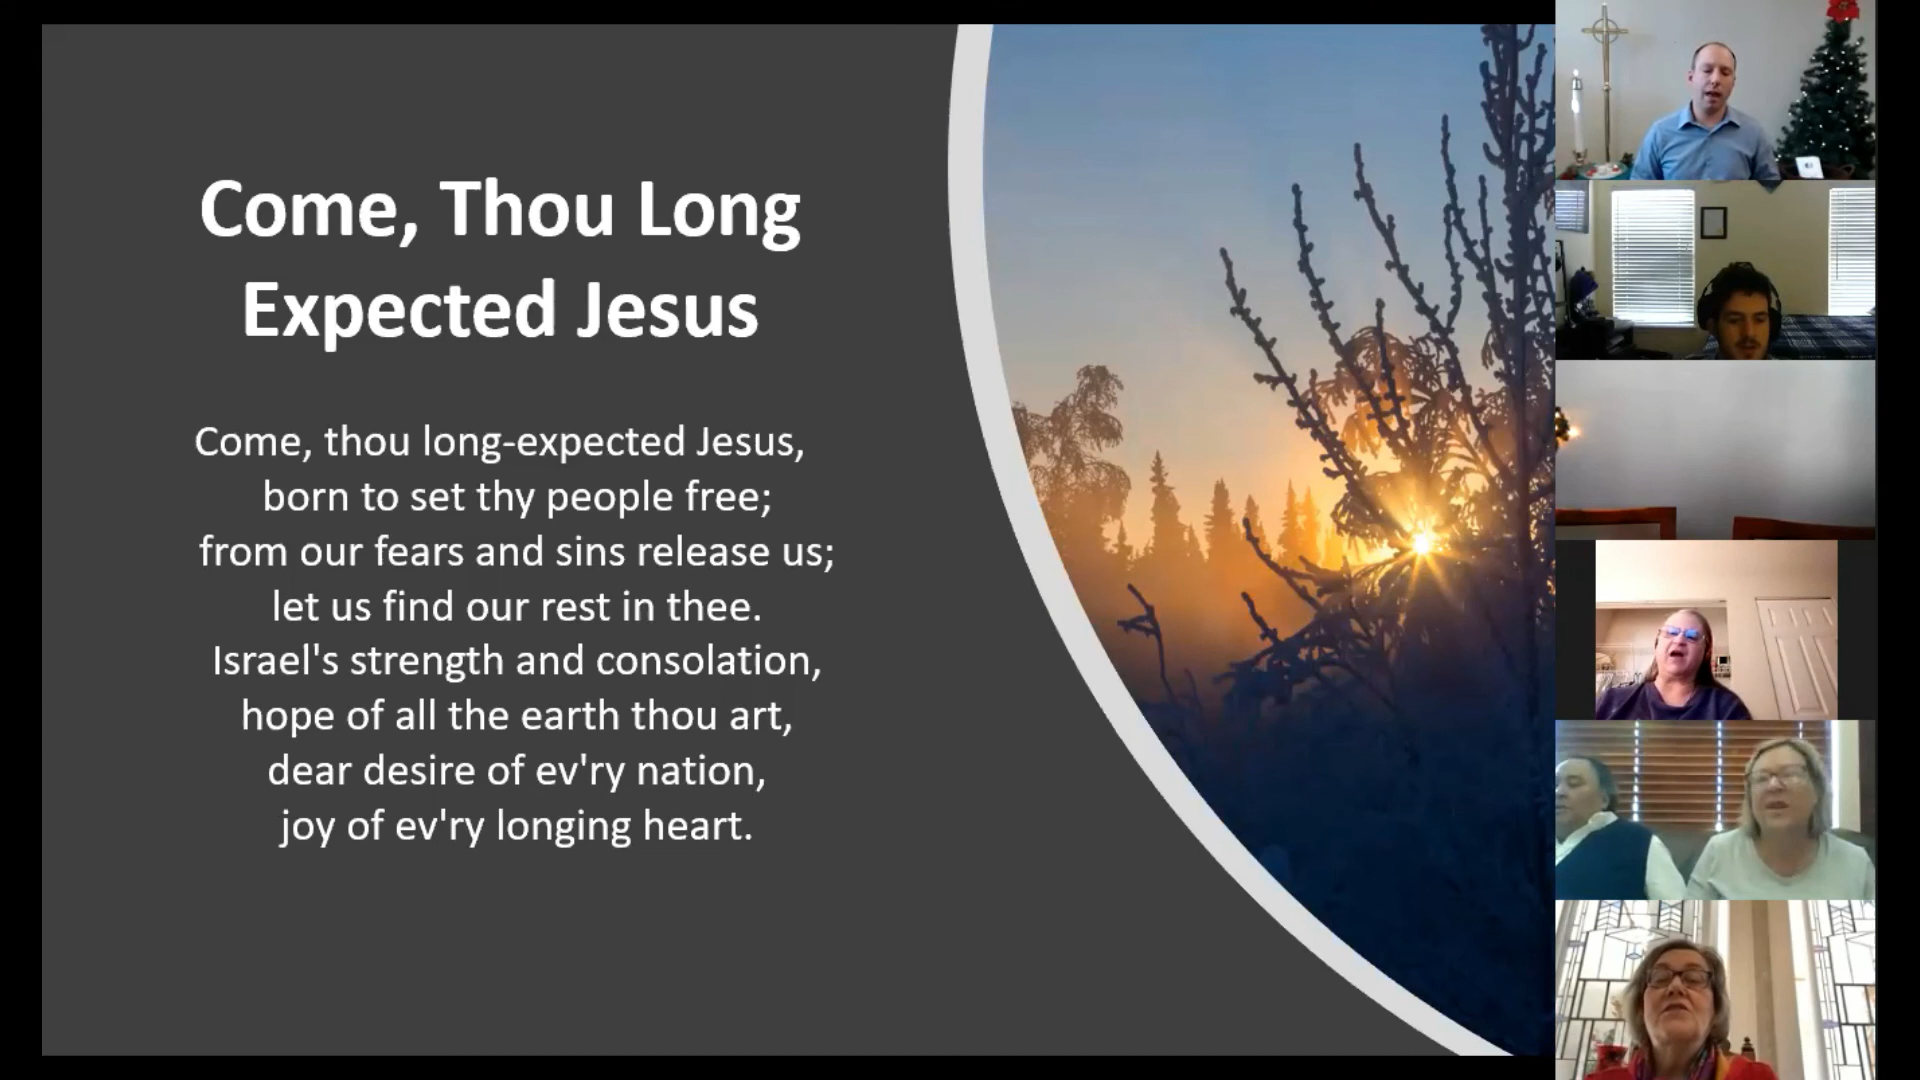 Come, Thou Long
Expected Jesus
Come, thou long-expected Jesus,
born to set thy people free;
from our fears and sins release us;
let us find our rest in thee.
Israel's strength and consolation,
hope of all the earth thou art,
dear desire of ev'ry nation,
joy of ev'ry longing heart.